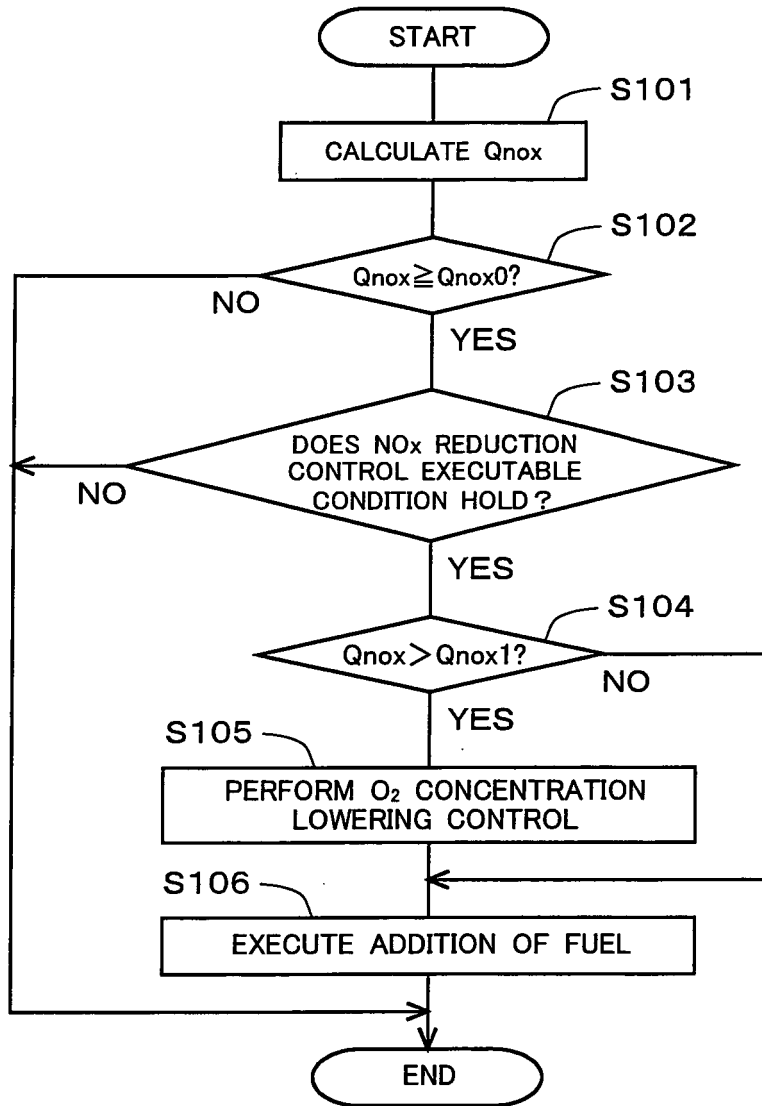 START
S101
CALCULATE Qnox
S102
Qnox≧Qnox0?
NO
YES
S103
DOES NOx REDUCTION
CONTROL EXECUTABLE
CONDITION HOLD?
NO
YES
S104
Qnox>Qnox1?
NO
YES
S105
PERFORM O₂ CONCENTRATION
LOWERING CONTROL
S106
EXECUTE ADDITION OF FUEL
END